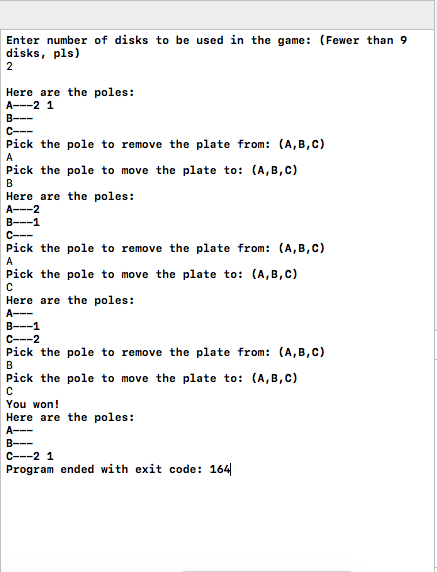 Enter number of disks to be used in the game: (Fewer than 9
disks, pls)
2
Here are the poles:
A---2 1
B---
C---
Pick the pole to remove the plate from: (A,B,C)
A
Pick the pole to move the plate to: (A,B,C)
B
Here are the poles:
A---2
B---1
C---
Pick the pole to remove the plate from: (A,B,C)
A
Pick the pole to move the plate to: (A,B,C)
C
Here are the poles:
A---
B---1
C---2
Pick the pole to remove the plate from: (A,B,C)
B
Pick the pole to move the plate to: (A,B,C)
C
You won!
Here are the poles:
A---
B---
C---2 1
Program ended with exit code: 164